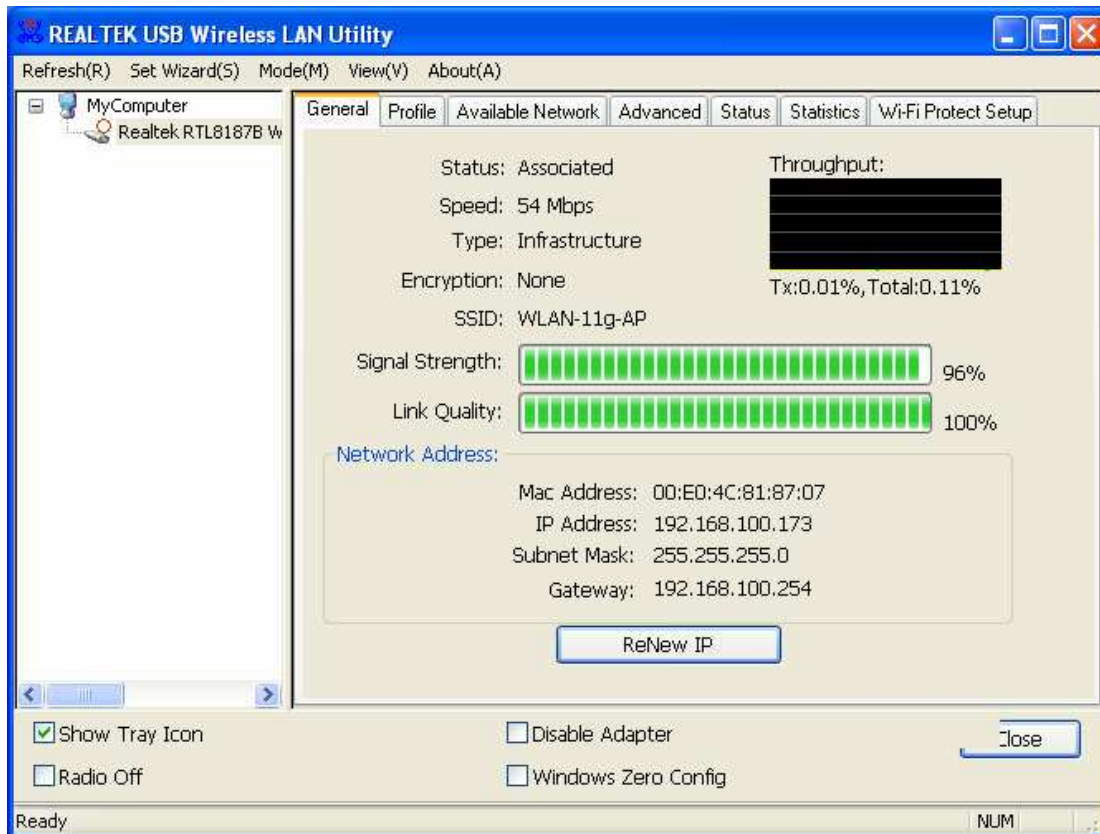 REALTEK USB Wireless LAN Utility
Refresh(R) Set Wizard(S) Mode(M) View(V) About(A)
MyComputer
Realtek RTL8187B W
General Profile Available Network Advanced Status Statistics Wi-Fi Protect Setup
Status: Associated
Speed: 54 Mbps
Type: Infrastructure
Encryption: None
SSID: WLAN-11g-AP
Throughput:
Tx:0.01%,Total:0.11%
Signal Strength: 96%
Link Quality: 100%
Network Address:
Mac Address: 00:E0:4C:81:87:07
IP Address: 192.168.100.173
Subnet Mask: 255.255.255.0
Gateway: 192.168.100.254
ReNew IP
Show Tray Icon Disable Adapter Close
Radio Off Windows Zero Config
Ready NUM